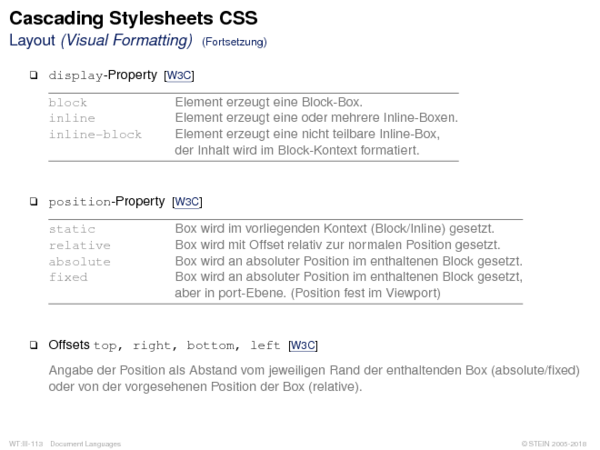 Cascading Stylesheets CSS
Layout (Visual Formatting) (Fortsetzung)
❑ display-Property [W3C]
block Element erzeugt eine Block-Box.
inline Element erzeugt eine oder mehrere Inline-Boxen.
inline-block Element erzeugt eine nicht teilbare Inline-Box,
der Inhalt wird im Block-Kontext formatiert.
❑ position-Property [W3C]
static Box wird im vorliegenden Kontext (Block/Inline) gesetzt.
relative Box wird mit Offset relativ zur normalen Position gesetzt.
absolute Box wird an absoluter Position im enthaltenen Block gesetzt.
fixed Box wird an absoluter Position im enthaltenen Block gesetzt,
aber in port-Ebene. (Position fest im Viewport)
❑ Offsets top, right, bottom, left [W3C]
Angabe der Position als Abstand vom jeweiligen Rand der enthaltenden Box (absolute/fixed)
oder von der vorgesehenen Position der Box (relative).
WT:III-113 Document Languages © STEIN 2005-2018